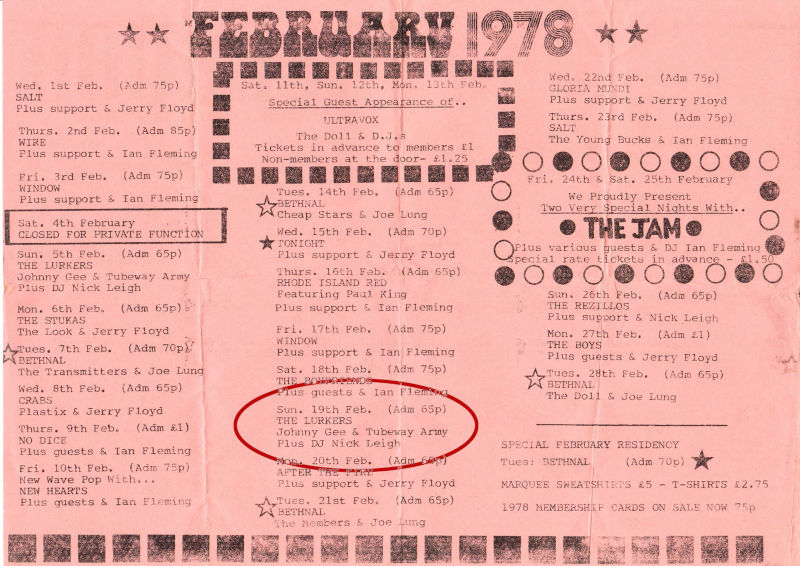 FEBRUARY 1978
Wed. 1st Feb. (Adm 75p)
SALT
Plus support & Jerry Floyd
Thurs. 2nd Feb. (Adm 85p)
WIRE
Plus support & Ian Fleming
Fri. 3rd Feb. (Adm 75p)
WINDOW
Plus support & Ian Fleming
Sat. 4th February
CLOSED FOR PRIVATE FUNCTION
Sun. 5th Feb. (Adm 65p)
THE LURKERS
Johnny Gee & Tubeway Army
Plus DJ Nick Leigh
Mon. 6th Feb. (Adm 65p)
THE STUKAS
The Look & Jerry Floyd
Tues. 7th Feb. (Adm 70p)
BETHNAL
The Transmitters & Joe Lung
Wed. 8th Feb. (Adm 65p)
CRABS
Plastix & Jerry Floyd
Thurs. 9th Feb. (Adm £1)
NO DICE
Plus guests & Ian Fleming
Fri. 10th Feb. (Adm 75p)
New Wave Pop With...
NEW HEARTS
Plus guests & Ian Fleming
Sat. 11th, Sun. 12th, Mon. 13th Feb.
Special Guest Appearance of..
ULTRAVOX
The Doll & D.J.s
Tickets in advance to members £1
Non-members at the door- £1.25
Tues. 14th Feb. (Adm 65p)
BETHNAL
Cheap Stars & Joe Lung
Wed. 15th Feb. (Adm 70p)
TONIGHT
Plus support & Jerry Floyd
Thurs. 16th Feb. (Adm 65p)
RHODE ISLAND RED
Featuring Paul King
Plus support & Ian Fleming
Fri. 17th Feb. (Adm 75p)
WINDOW
Plus support & Ian Fleming
Sat. 18th Feb. (Adm 75p)
THE BOYFRIENDS
Plus guests & Ian Fleming
Sun. 19th Feb. (Adm 65p)
THE LURKERS
Johnny Gee & Tubeway Army
Plus DJ Nick Leigh
Mon. 20th Feb. (Adm 60p)
AFTER THE FIRE
Plus support & Jerry Floyd
Tues. 21st Feb. (Adm 65p)
BETHNAL
The Members & Joe Lung
Wed. 22nd Feb. (Adm 75p)
GLORIA MUNDI
Plus support & Jerry Floyd
Thurs. 23rd Feb. (Adm 75p)
SALT
The Young Bucks & Ian Fleming
Fri. 24th & Sat. 25th February
We Proudly Present
Two Very Special Nights With..
THE JAM
Plus various guests & DJ Ian Fleming
Special rate tickets in advance - £1.50
Sun. 26th Feb. (Adm 65p)
THE REZILLOS
Plus support & Nick Leigh
Mon. 27th Feb. (Adm £1)
THE BOYS
Plus guests & Jerry Floyd
Tues. 28th Feb. (Adm 65p)
BETHNAL
The Doll & Joe Lung
SPECIAL FEBRUARY RESIDENCY
Tues: BETHNAL (Adm 70p)
MARQUEE SWEATSHIRTS £5 - T-SHIRTS £2.75
1978 MEMBERSHIP CARDS ON SALE NOW 75p